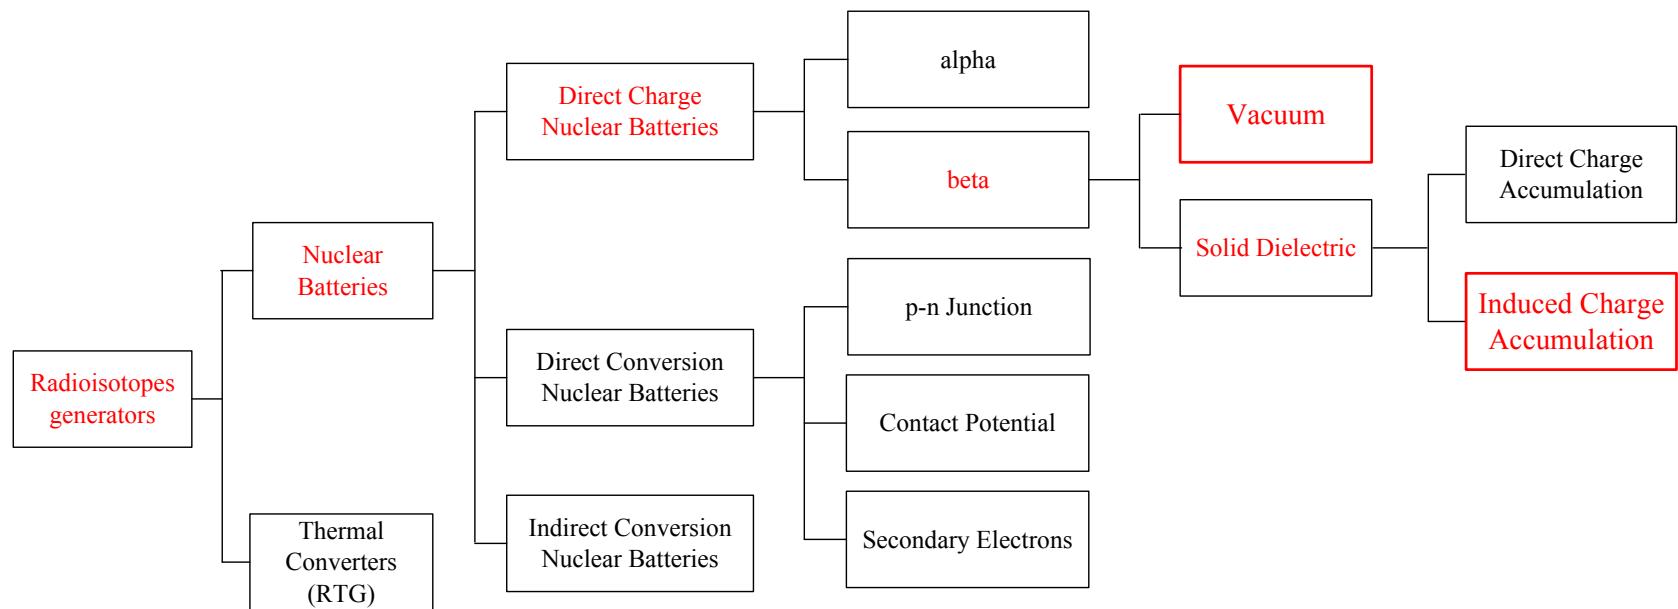 Radioisotopes
generators
Nuclear
Batteries
Thermal
Converters
(RTG)
Direct Charge
Nuclear Batteries
Direct Conversion
Nuclear Batteries
Indirect Conversion
Nuclear Batteries
alpha
beta
p-n Junction
Contact Potential
Secondary Electrons
Vacuum
Solid Dielectric
Direct Charge
Accumulation
Induced Charge
Accumulation